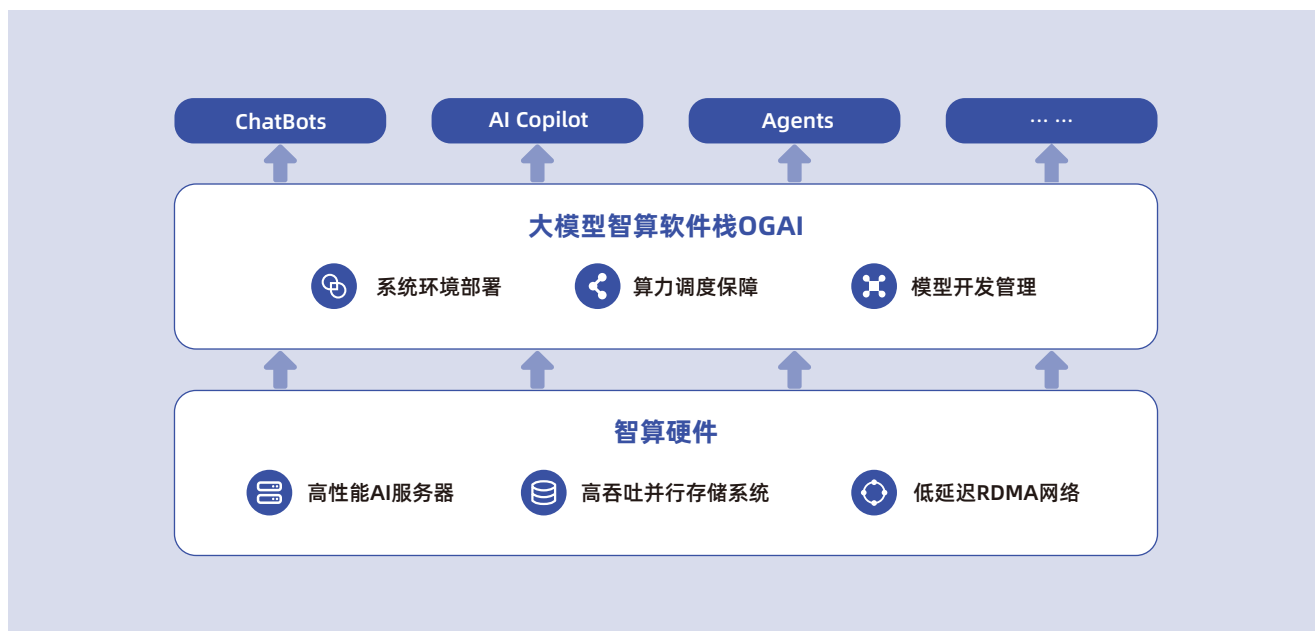 ChatBots
AI Copilot
Agents
··· ···
大模型智算软件栈OGAI
系统环境部署
算力调度保障
模型开发管理
智算硬件
高性能AI服务器
高吞吐并行存储系统
低延迟RDMA网络